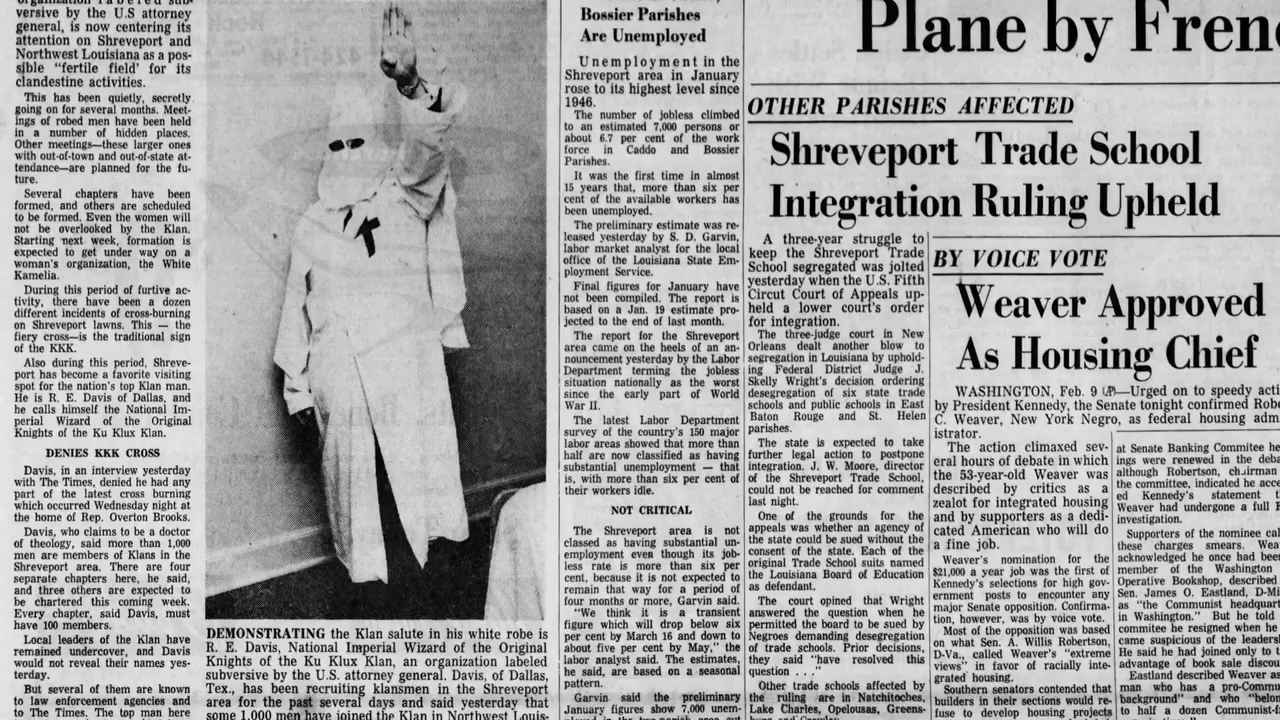 versive by the U.S attorney
general, is now centering its
attention on Shreveport and
Northwest Louisiana as a pos-
sible "fertile field' for its
clandestine activities.
This has been quietly, secretly
going on for several months. Meet-
ings of robed men have been held
in a number of hidden places.
Other meetings—these larger ones
with out-of-town and out-of-state at-
tendance—are planned for the fu-
ture.
Several chapters have been
formed, and others are scheduled
to be formed. Even the women will
not be overlooked by the Klan.
Starting next week, formation is
expected to get under way on a
woman's organization, the White
Kamelia.
During this period of furtive ac-
tivity, there have been a dozen
different incidents of cross-burning
on Shreveport lawns. This — the
fiery cross—is the traditional sign
of the KKK.
Also during this period, Shreve-
port has become a favorite visiting
spot for the nation's top Klan man.
He is R. E. Davis of Dallas, and
he calls himself the National Im-
perial Wizard of the Original
Knights of the Ku Klux Klan.
DENIES KKK CROSS
Davis, in an interview yesterday
with The Times, denied he had any
part of the latest cross burning
which occurred Wednesday night at
the home of Rep. Overton Brooks.
Davis, who claims to be a doctor
of theology, said more than 1,000
men are members of Klans in the
Shreveport area. There are four
separate chapters here, he said,
and three others are expected to
be chartered this coming week.
Every chapter, said Davis, must
have 100 members.
Local leaders of the Klan have
remained undercover, and Davis
would not reveal their names yes-
terday.
But several of them are known
to law enforcement agencies and
to The Times. The top man here
DEMONSTRATING the Klan salute in his white robe is
R. E. Davis, National Imperial Wizard of the Original
Knights of the Ku Klux Klan, an organization labeled
subversive by the U.S. attorney general. Davis, of Dallas,
Tex., has been recruiting klansmen in the Shreveport
area for the past several days and said yesterday that
some 1,000 men have joined the Klan in Northwest Louis-
Bossier Parishes
Are Unemployed
Unemployment in the
Shreveport area in January
rose to its highest level since
1946.
The number of jobless climbed
to an estimated 7,000 persons or
about 6.7 per cent of the work
force in Caddo and Bossier
Parishes.
It was the first time in almost
15 years that, more than six per
cent of the available workers has
been unemployed.
The preliminary estimate was re-
leased yesterday by S. D. Garvin,
labor market analyst for the local
office of the Louisiana State Em-
ployment Service.
Final figures for January have
not been compiled. The report is
based on a Jan. 19 estimate pro-
jected to the end of last month.
The report for the Shreveport
area came on the heels of an an-
nouncement yesterday by the Labor
Department terming the jobless
situation nationally as the worst
since the early part of World
War II.
The latest Labor Department
survey of the country's 150 major
labor areas showed that more than
half are now classified as having
substantial unemployment — that
is, with more than six per cent of
their workers idle.
NOT CRITICAL
The Shreveport area is not
classed as having substantial un-
employment even though its job-
less rate is more than six per
cent, because it is not expected to
remain that way for a period of
four months or more, Garvin said.
"We think it is a transient
figure which will drop below six
per cent by March 16 and down to
about five per cent by May," the
labor analyst said. The estimates,
he said, are based on a seasonal
pattern.
Garvin said the preliminary
January figures show 7,000 unem-
Plane by Fren
OTHER PARISHES AFFECTED
Shreveport Trade School
Integration Ruling Upheld
A three-year struggle to
keep the Shreveport Trade
School segregated was jolted
yesterday when the U.S. Fifth
Circut Court of Appeals up-
held a lower court's order
for integration.
The three-judge court in New
Orleans dealt another blow to
segregation in Louisiana by uphold-
ing Federal District Judge J.
Skelly Wright's decision ordering
desegregation of six state trade
schools and public schools in East
Baton Rouge and St. Helen
parishes.
The state is expected to take
further legal action to postpone
integration. J. W. Moore, director
of the Shreveport Trade School,
could not be reached for comment
last night.
One of the grounds for the
appeals was whether an agency of
the state could be sued without the
consent of the state. Each of the
original Trade School suits named
the Louisiana Board of Education
as defendant.
The court opined that Wright
answered the question when he
permitted the board to be sued by
Negroes demanding desegregation
of trade schools. Prior decisions,
they said "have resolved this
question . . ."
Other trade schools affected by
the ruling are in Natchitoches,
Lake Charles, Opelousas, Greens-
BY VOICE VOTE
Weaver Approved
As Housing Chief
WASHINGTON, Feb. 9 (AP)—Urged on to speedy acti
by President Kennedy, the Senate tonight confirmed Robe
C. Weaver, New York Negro, as federal housing adm
istrator.
The action climaxed sev-
eral hours of debate in which
the 53-year-old Weaver was
described by critics as a
zealot for integrated housing
and by supporters as a dedi-
cated American who will do
a fine job.
Weaver's nomination for the
$21,000 a year job was the first of
Kennedy's selections for high gov-
ernment posts to encounter any
major Senate opposition. Confirma-
tion, however, was by voice vote.
Most of the opposition was based
on what Sen. A. Willis Robertson,
D-Va., called Weaver's "extreme
views" in favor of racially inte-
grated housing.
Southern senators contended that
builders in their sections would re-
fuse to develop housing projects
at Senate Banking Commitee he
ings were renewed in the deba
although Robertson, chairman
the committee, indicated he acce
ed Kennedy's statement
Weaver had undergone a full F
investigation.
Supporters of the nominee cal
these charges smears. Wea
acknowledged he once had been
member of the Washington
Operative Bookshop, described
Sen. James O. Eastland, D-Mi
as "the Communist headquart
in Washington." But he told
committee he resigned when he
came suspicious of the leaders
He said he had joined only to t
advantage of book sale discou
Eastland described Weaver as
man who has a pro-Commun
background" and who "belon
to half a dozen Communist-f